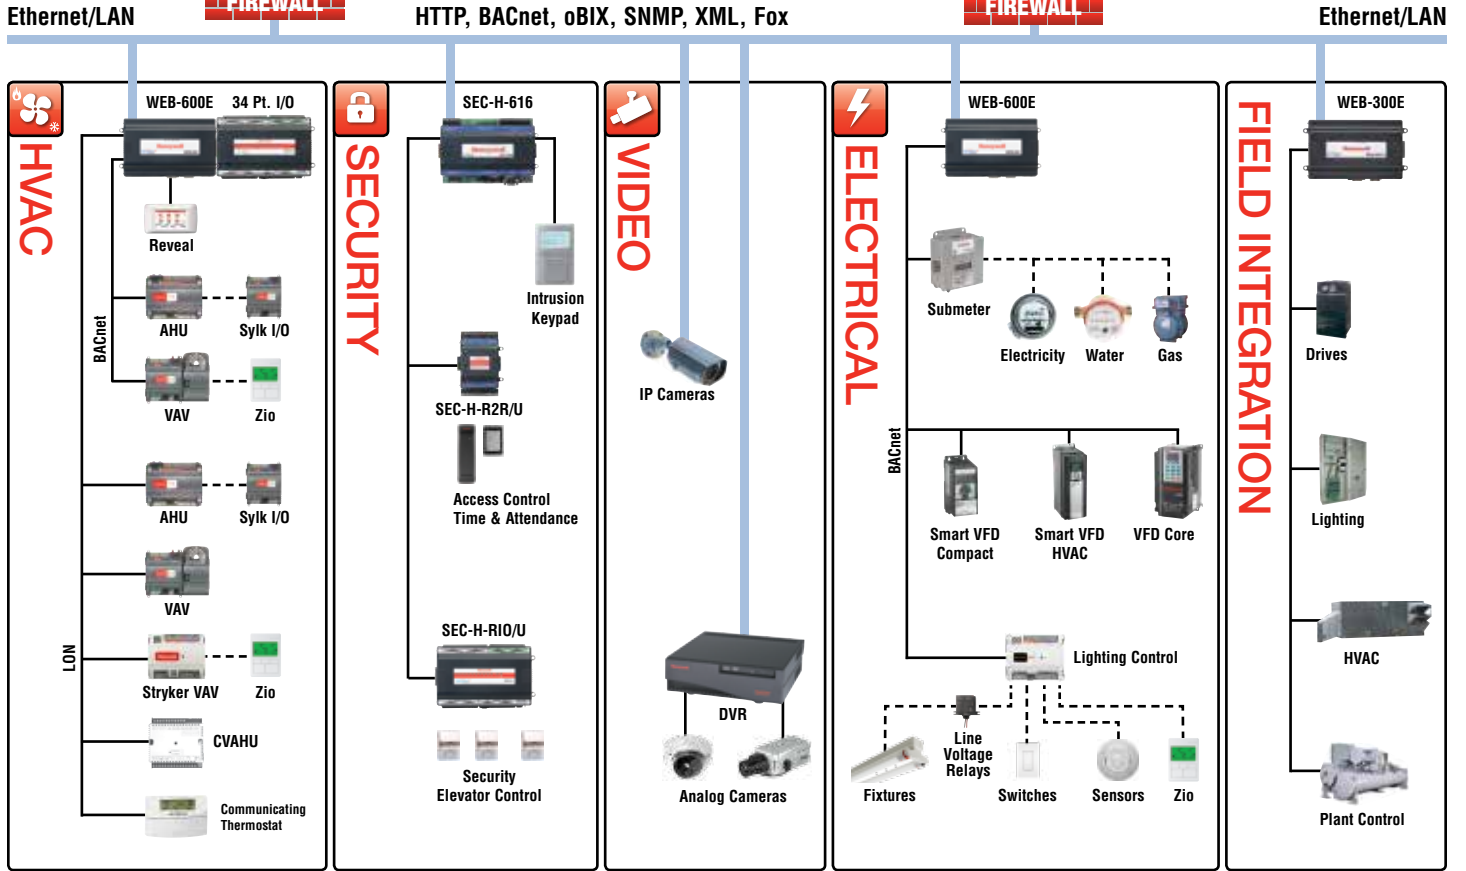 Ethernet/LAN
FIREWALL
HTTP, BACnet, oBIX, SNMP, XML, Fox
FIREWALL
Ethernet/LAN
HVAC
WEB-600E
34 Pt. I/O
Reveal
BACnet
AHU
Sylk I/O
VAV
Zio
AHU
Sylk I/O
VAV
LON
Stryker VAV
Zio
CVAHU
Communicating
Thermostat
SECURITY
SEC-H-616
Intrusion
Keypad
SEC-H-R2R/U
Access Control
Time & Attendance
SEC-H-RIO/U
Security
Elevator Control
VIDEO
IP Cameras
DVR
Analog Cameras
ELECTRICAL
WEB-600E
Submeter
Electricity
Water
Gas
BACnet
Smart VFD
Compact
Smart VFD
HVAC
VFD Core
Lighting Control
Line
Voltage
Relays
Fixtures
Switches
Sensors
Zio
FIELD INTEGRATION
WEB-300E
Drives
Lighting
HVAC
Plant Control